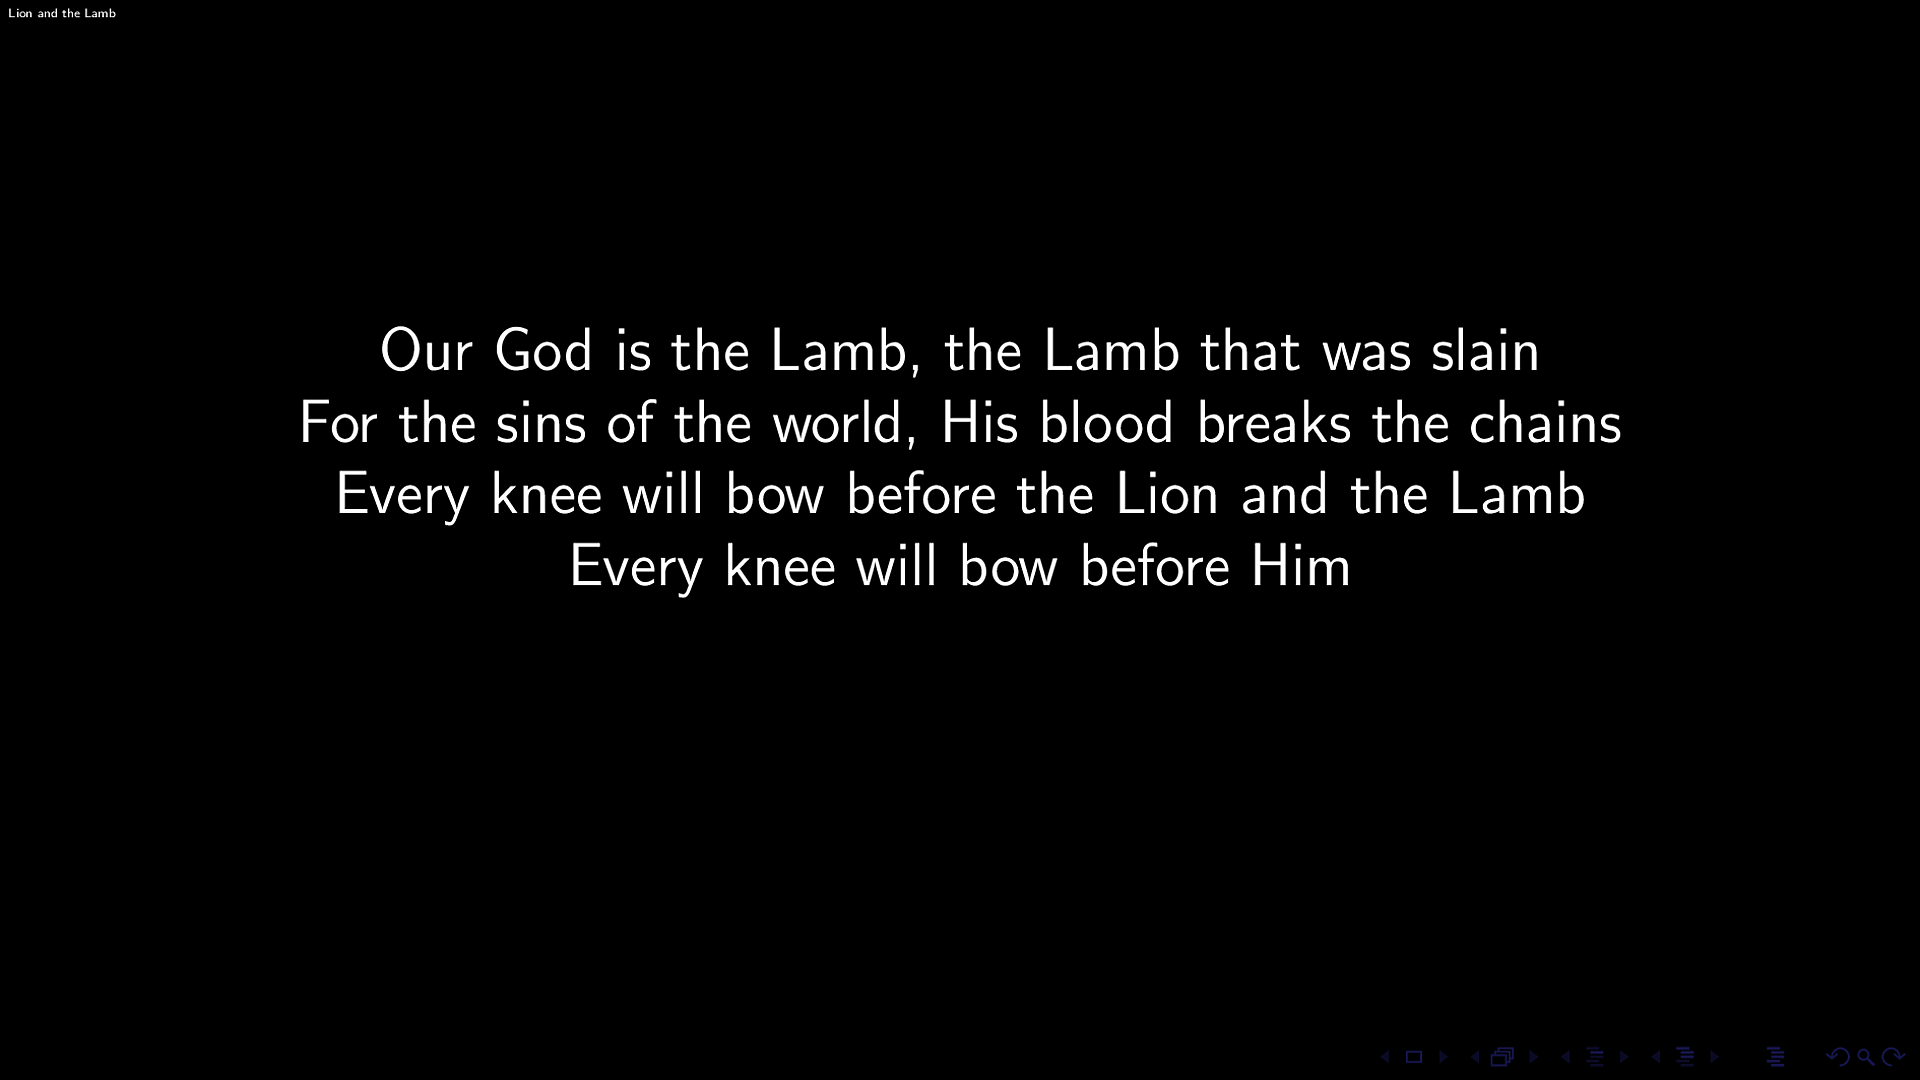 Lion and the Lamb
Our God is the Lamb, the Lamb that was slain
For the sins of the world, His blood breaks the chains
Every knee will bow before the Lion and the Lamb
Every knee will bow before Him